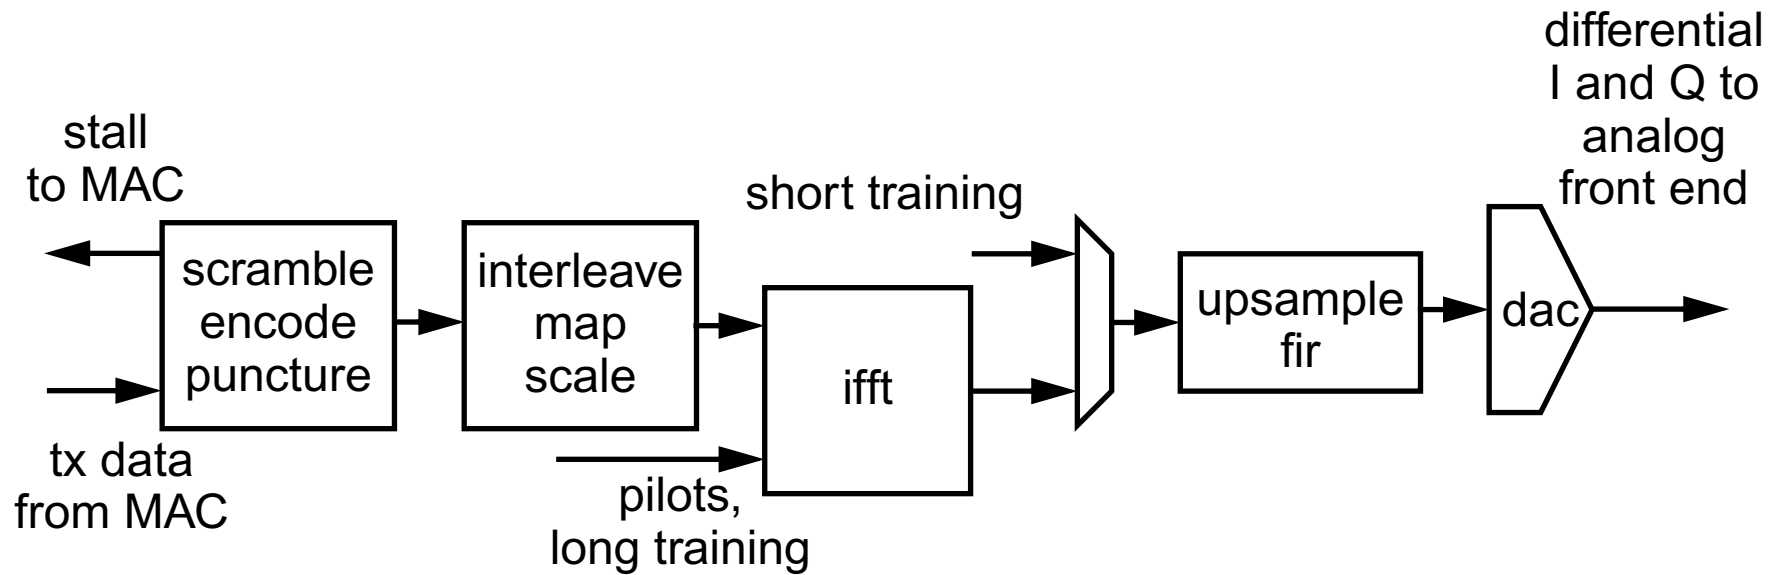 stall
to MAC
scramble
encode
puncture
tx data
from MAC
interleave
map
scale
pilots,
long training
ifft
short training
upsample
fir
dac
differential
I and Q to
analog
front end